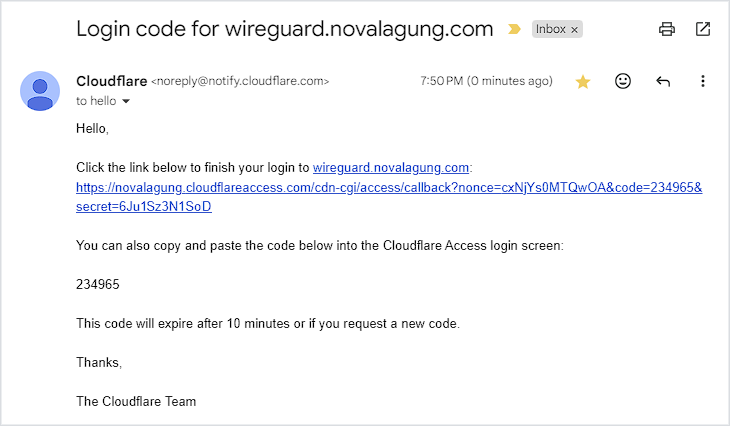 Login code for wireguard.novalagung.com Inbox ×
Cloudflare <noreply@notify.cloudflare.com> 7:50 PM (0 minutes ago)
to hello
Hello,
Click the link below to finish your login to wireguard.novalagung.com:
https://novalagung.cloudflareaccess.com/cdn-cgi/access/callback?nonce=cxNjYs0MTQwOA&code=234965&
secret=6Ju1Sz3N1SoD
You can also copy and paste the code below into the Cloudflare Access login screen:
234965
This code will expire after 10 minutes or if you request a new code.
Thanks,
The Cloudflare Team